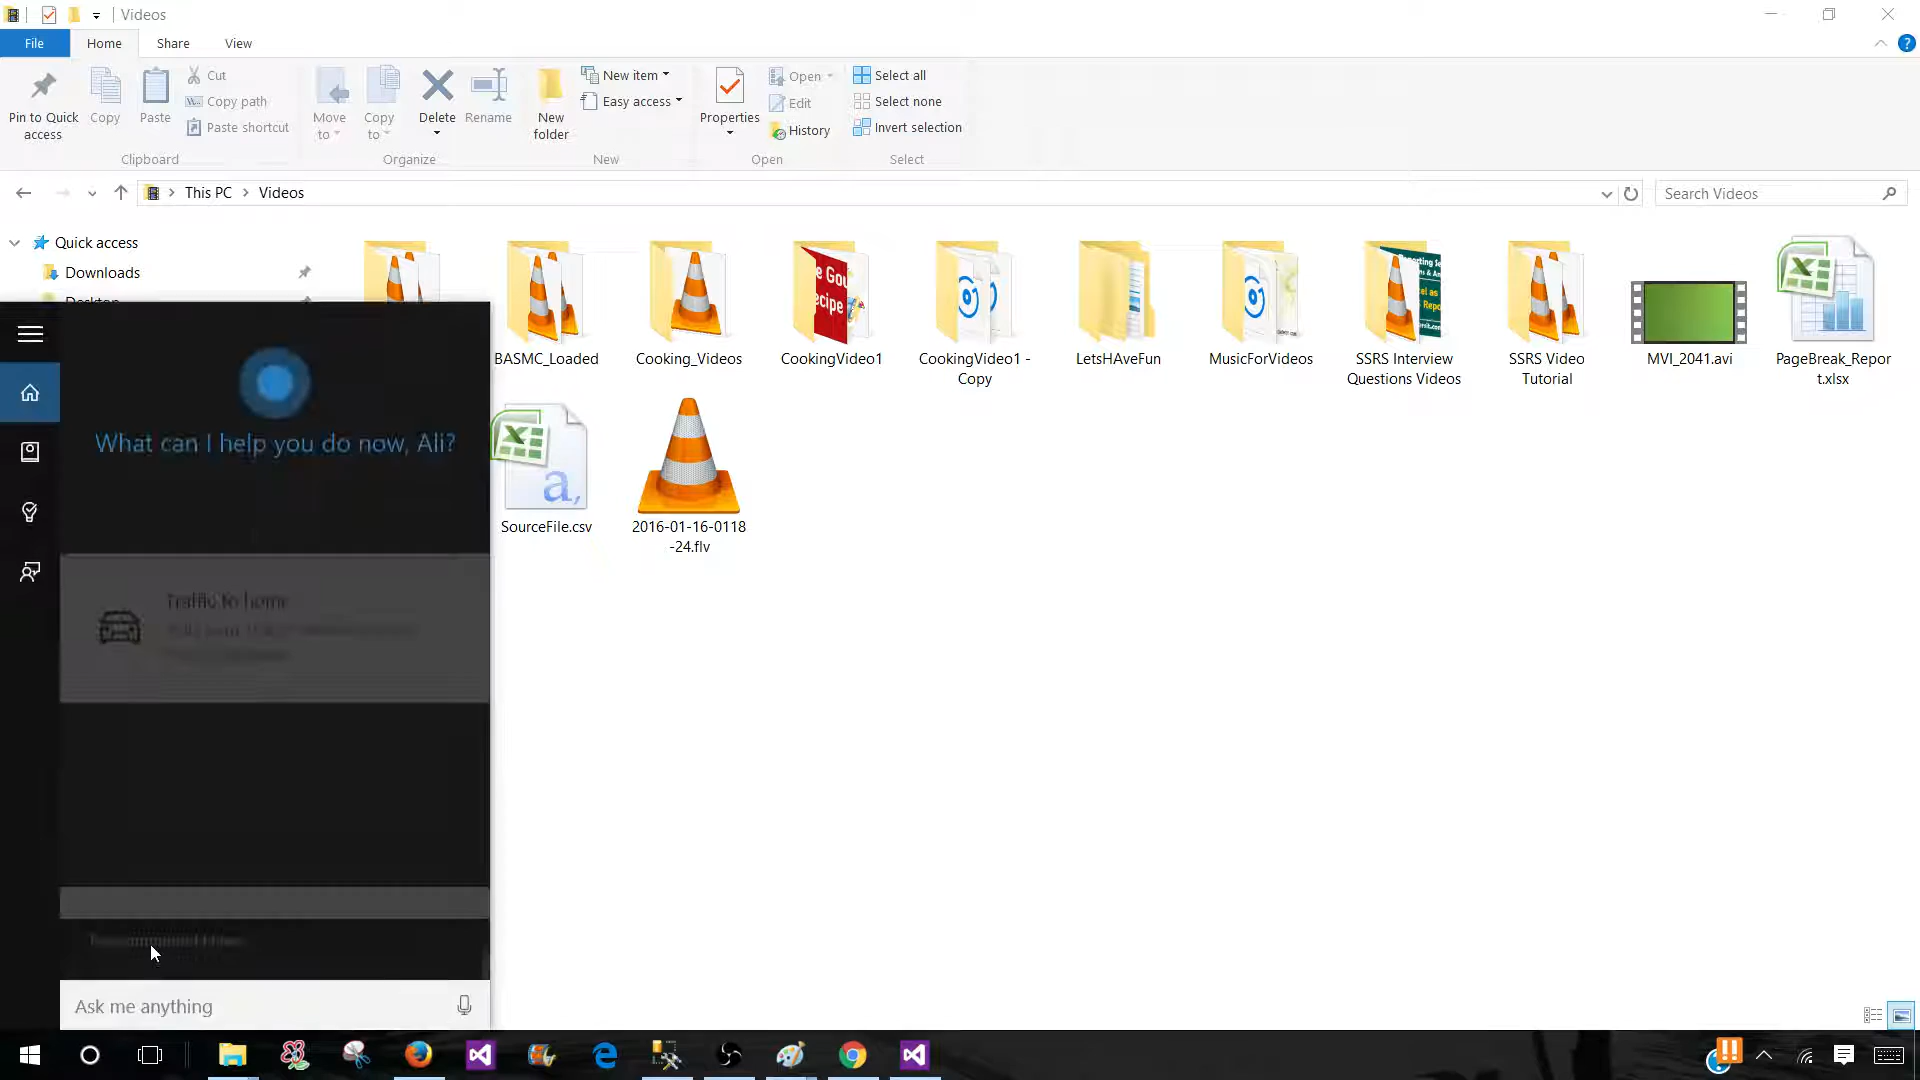 Videos
File
Home
Share
View
Pin to Quick access
Copy
Paste
Cut
Copy path
Paste shortcut
Clipboard
Move to
Copy to
Delete
Rename
Organize
New folder
New item
Easy access
New
Properties
Open
Edit
History
Open
Select all
Select none
Invert selection
Select
This PC
Videos
Search Videos
Quick access
Downloads
BASMC_Loaded
Cooking_Videos
CookingVideo1
CookingVideo1 -
Copy
LetsHAveFun
MusicForVideos
SSRS Interview
Questions Videos
SSRS Video
Tutorial
MVI_2041.avi
PageBreak_Repor
t.xlsx
SourceFile.csv
2016-01-16-0118
-24.flv
What can I help you do now, Ali?
Traffic to home
Ask me anything